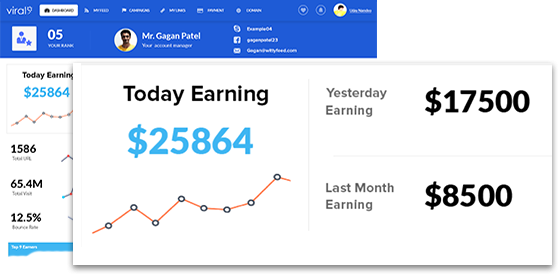 viral9
DASHBOARD
MY FEED
CAMPAIGNS
MY LINKS
PAYMENT
DOMAIN
05
YOUR RANK
Mr. Gagan Patel
Your account manager
Example04
gaganpatel23
Gagan@wittyfeed.com
Today Earning
$25864
1586
Total URL
65.4M
Total Visit
12.5%
Bounce Rate
Top 5 Earners
Today Earning
$25864
Yesterday
Earning
$17500
Last Month
Earning
$8500